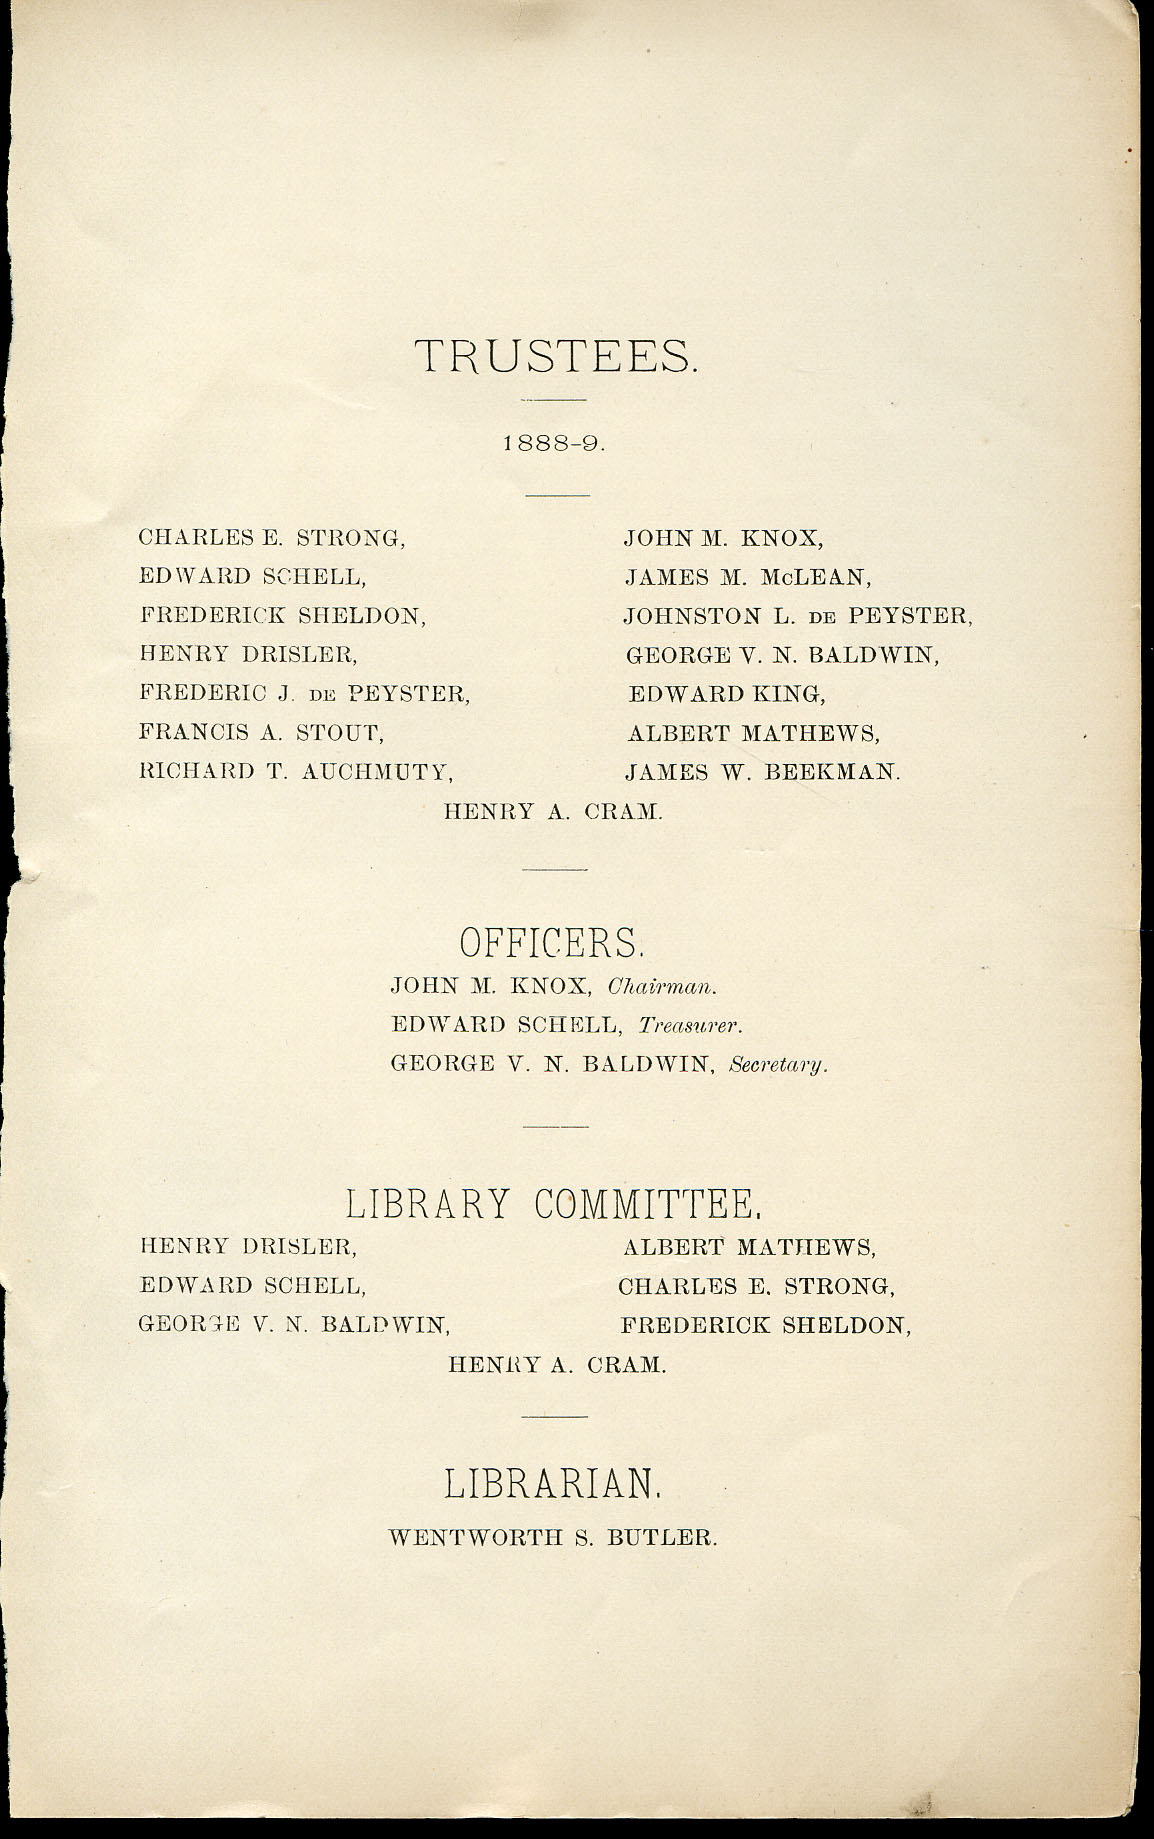 TRUSTEES.
1888-9.
CHARLES E. STRONG,
EDWARD SCHELL,
FREDERICK SHELDON,
HENRY DRISLER,
FREDERIC J. DE PEYSTER,
FRANCIS A. STOUT,
RICHARD T. AUCHMUTY,
JOHN M. KNOX,
JAMES M. McLEAN,
JOHNSTON L. DE PEYSTER,
GEORGE V. N. BALDWIN,
EDWARD KING,
ALBERT MATHEWS,
JAMES W. BEEKMAN.
HENRY A. CRAM.
OFFICERS.
JOHN M. KNOX, Chairman.
EDWARD SCHELL, Treasurer.
GEORGE V. N. BALDWIN, Secretary.
LIBRARY COMMITTEE.
HENRY DRISLER,
EDWARD SCHELL,
GEORGE V. N. BALDWIN,
ALBERT MATHEWS,
CHARLES E. STRONG,
FREDERICK SHELDON,
HENRY A. CRAM.
LIBRARIAN.
WENTWORTH S. BUTLER.